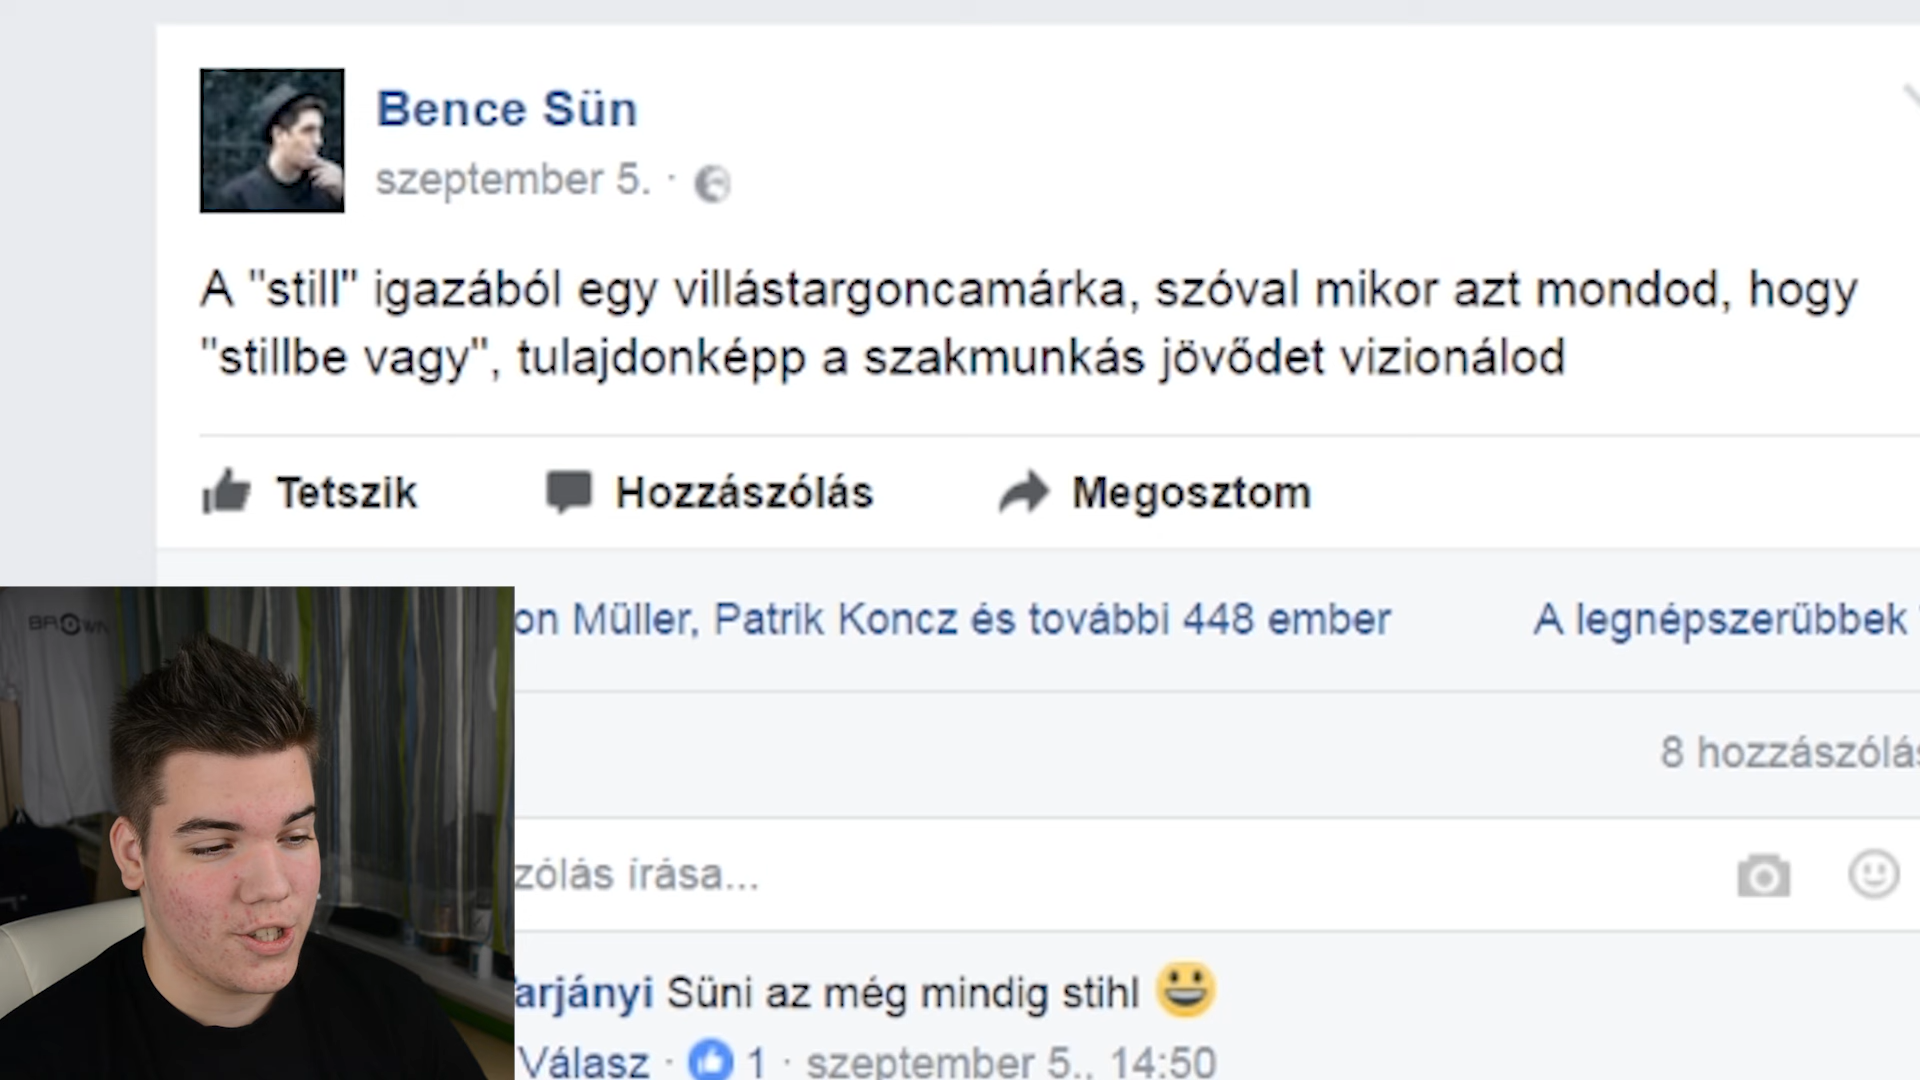 Bence Sün
szeptember 5. ·
A "still" igazából egy villástargoncamárka, szóval mikor azt mondod, hogy
"stillbe vagy", tulajdonképp a szakmunkás jövődet vizionálod
Tetszik Hozzászólás Megosztom
on Müller, Patrik Koncz és további 448 ember A legnépszerűbbek
8 hozzászólás
BROWN
zólás írása...
arjányi Süni az még mindig stihl 😃
Válasz · 1 · szeptember 5., 14:50